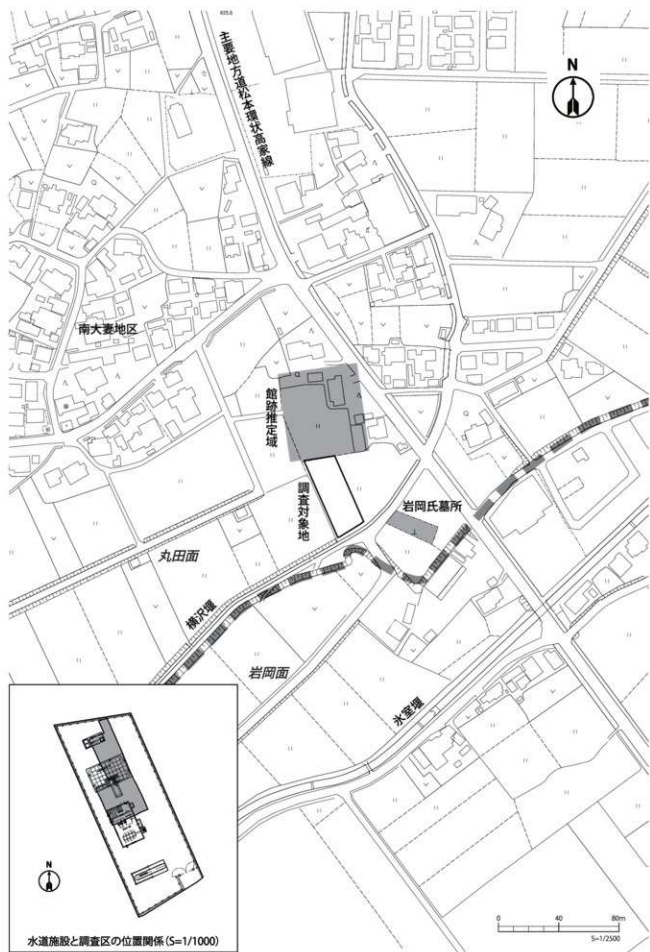 主要地方道松本環状高家線
N
南大妻地区
館跡推定域
調査対象地
岩岡氏墓所
丸田面
横沢堰
岩岡面
氷室堰
N
水道施設と調査区の位置関係(S=1/1000)
0 40 80m
S=1/2500